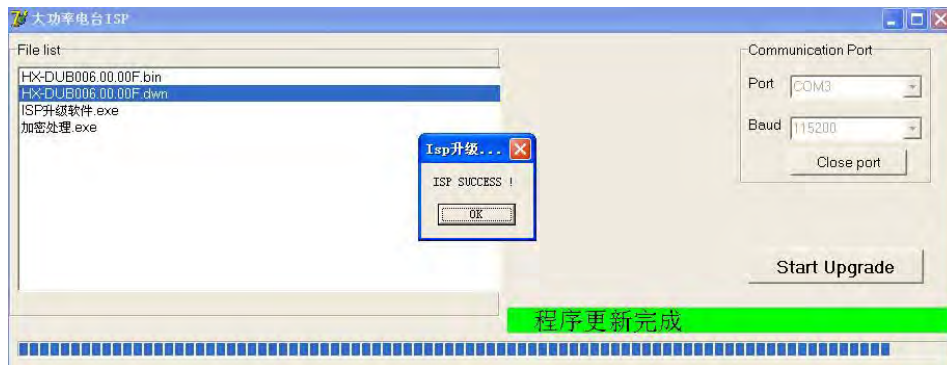 大功率电台ISP
File list
HX-DUB006.00.00F.bin
HX-DUB006.00.00F.dwn
ISP升级软件.exe
加密处理.exe
Isp升级...
ISP SUCCESS !
OK
Communication Port
Port COM3
Baud 115200
Close port
Start Upgrade
程序更新完成